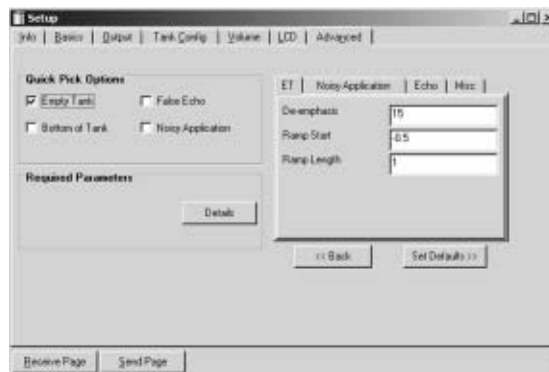 Setup
Info | Basics | Output | Tank Config | Volume | LCD | Advanced
Quick Pick Options
Empty Tank
False Echo
Bottom of Tank
Noisy Application
Required Parameters
Details
ET | Noisy Application | Echo | Misc
De-emphasis
15
Ramp Start
-0.5
Ramp Length
1
<< Back
Set Defaults >>
Receive Page
Send Page